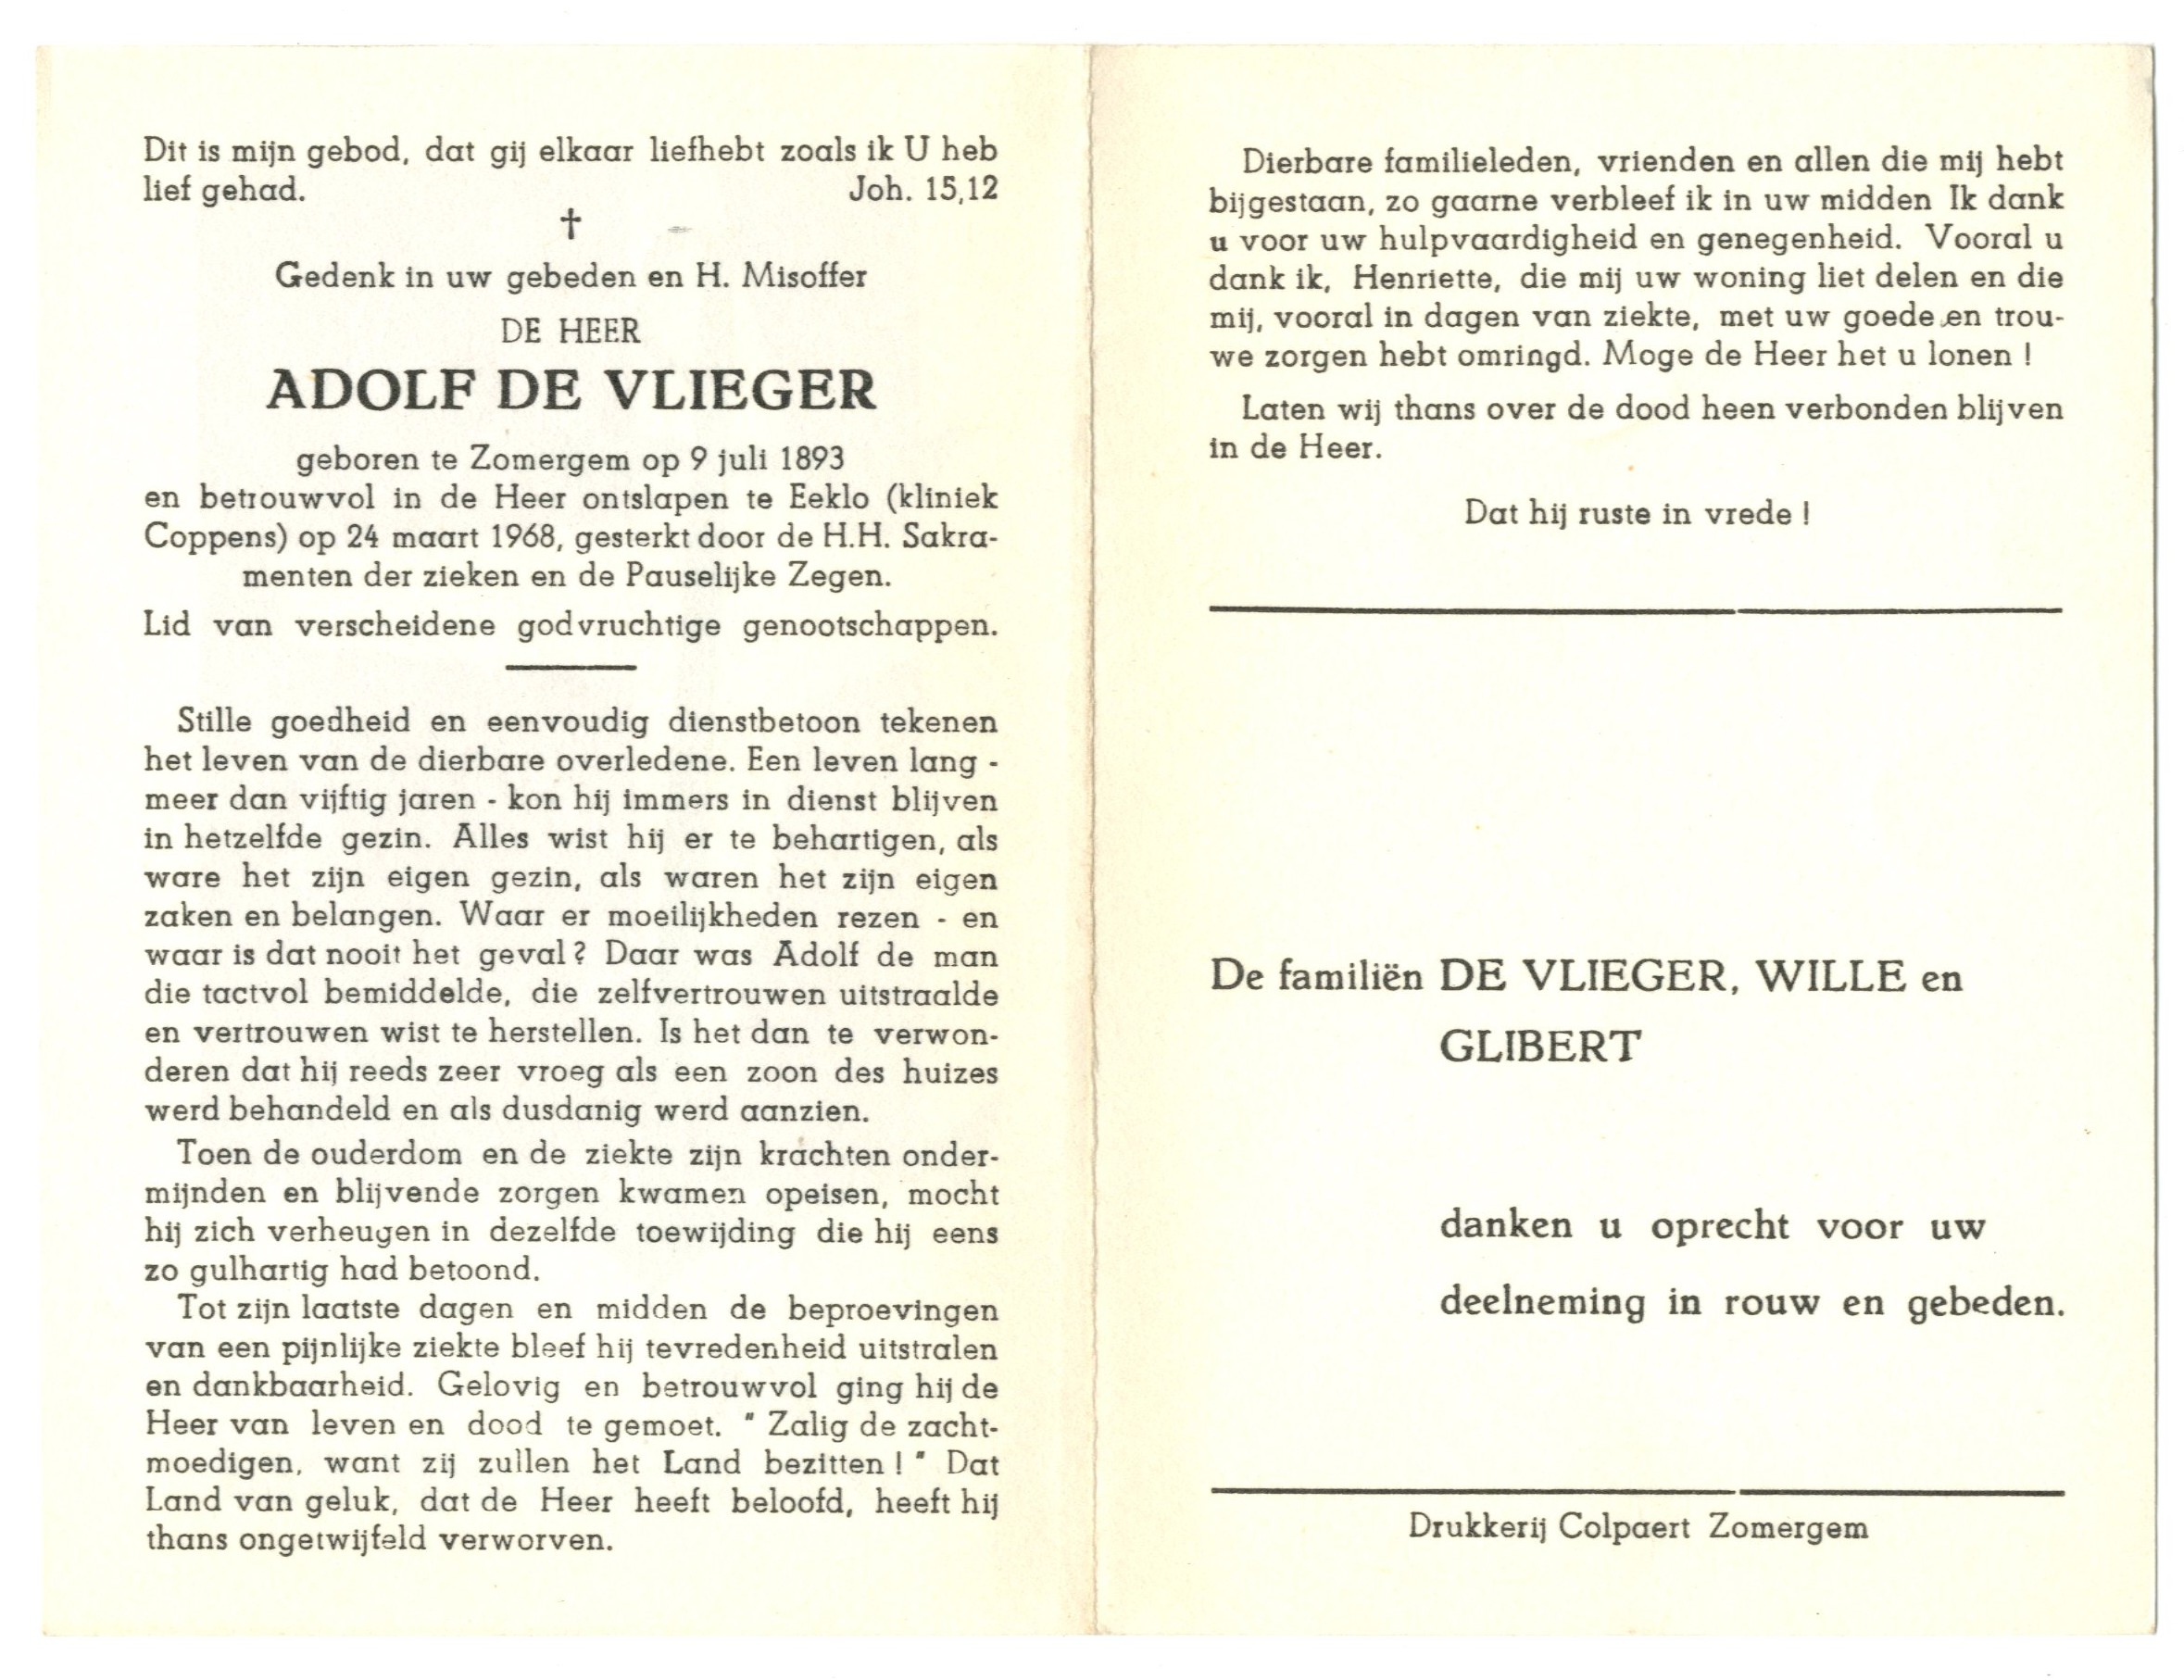 Dit is mijn gebod, dat gij elkaar liefhebt zoals ik U heb
lief gehad. Joh. 15,12
†
Gedenk in uw gebeden en H. Misoffer
DE HEER
ADOLF DE VLIEGER
geboren te Zomergem op 9 juli 1893
en betrouwvol in de Heer ontslapen te Eeklo (kliniek
Coppens) op 24 maart 1968, gesterkt door de H.H. Sakra-
menten der zieken en de Pauselijke Zegen.
Lid van verscheidene godvruchtige genootschappen.
Stille goedheid en eenvoudig dienstbetoon tekenen
het leven van de dierbare overledene. Een leven lang -
meer dan vijftig jaren - kon hij immers in dienst blijven
in hetzelfde gezin. Alles wist hij er te behartigen, als
ware het zijn eigen gezin, als waren het zijn eigen
zaken en belangen. Waar er moeilijkheden rezen - en
waar is dat nooit het geval? Daar was Adolf de man
die tactvol bemiddelde, die zelfvertrouwen uitstraalde
en vertrouwen wist te herstellen. Is het dan te verwon-
deren dat hij reeds zeer vroeg als een zoon des huizes
werd behandeld en als dusdanig werd aanzien.
Toen de ouderdom en de ziekte zijn krachten onder-
mijnden en blijvende zorgen kwamen opeisen, mocht
hij zich verheugen in dezelfde toewijding die hij eens
zo gulhartig had betoond.
Tot zijn laatste dagen en midden de beproevingen
van een pijnlijke ziekte bleef hij tevredenheid uitstralen
en dankbaarheid. Gelovig en betrouwvol ging hij de
Heer van leven en dood te gemoet. " Zalig de zacht-
moedigen, want zij zullen het Land bezitten ! " Dat
Land van geluk, dat de Heer heeft beloofd, heeft hij
thans ongetwijfeld verworven.
Dierbare familieleden, vrienden en allen die mij hebt
bijgestaan, zo gaarne verbleef ik in uw midden Ik dank
u voor uw hulpvaardigheid en genegenheid. Vooral u
dank ik, Henriette, die mij uw woning liet delen en die
mij, vooral in dagen van ziekte, met uw goede en trou-
we zorgen hebt omringd. Moge de Heer het u lonen !
Laten wij thans over de dood heen verbonden blijven
in de Heer.
Dat hij ruste in vrede !
De familiën DE VLIEGER, WILLE en
GLIBERT
danken u oprecht voor uw
deelneming in rouw en gebeden.
Drukkerij Colpaert Zomergem